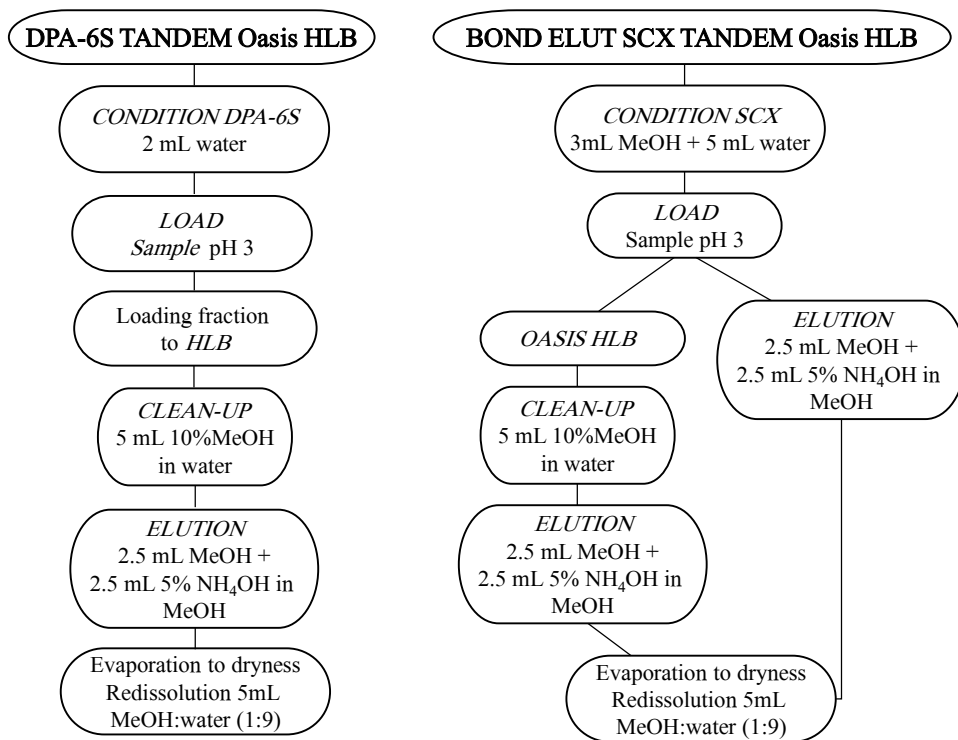 DPA-6S TANDEM Oasis HLB
CONDITION DPA-6S
2 mL water
LOAD
Sample pH 3
Loading fraction
to HLB
CLEAN-UP
5 mL 10%MeOH
in water
ELUTION
2.5 mL MeOH +
2.5 mL 5% NH₄OH in
MeOH
Evaporation to dryness
Redissolution 5mL
MeOH:water (1:9)
BOND ELUT SCX TANDEM Oasis HLB
CONDITION SCX
3mL MeOH + 5 mL water
LOAD
Sample pH 3
OASIS HLB
CLEAN-UP
5 mL 10%MeOH
in water
ELUTION
2.5 mL MeOH +
2.5 mL 5% NH₄OH in
MeOH
ELUTION
2.5 mL MeOH +
2.5 mL 5% NH₄OH in
MeOH
Evaporation to dryness
Redissolution 5mL
MeOH:water (1:9)